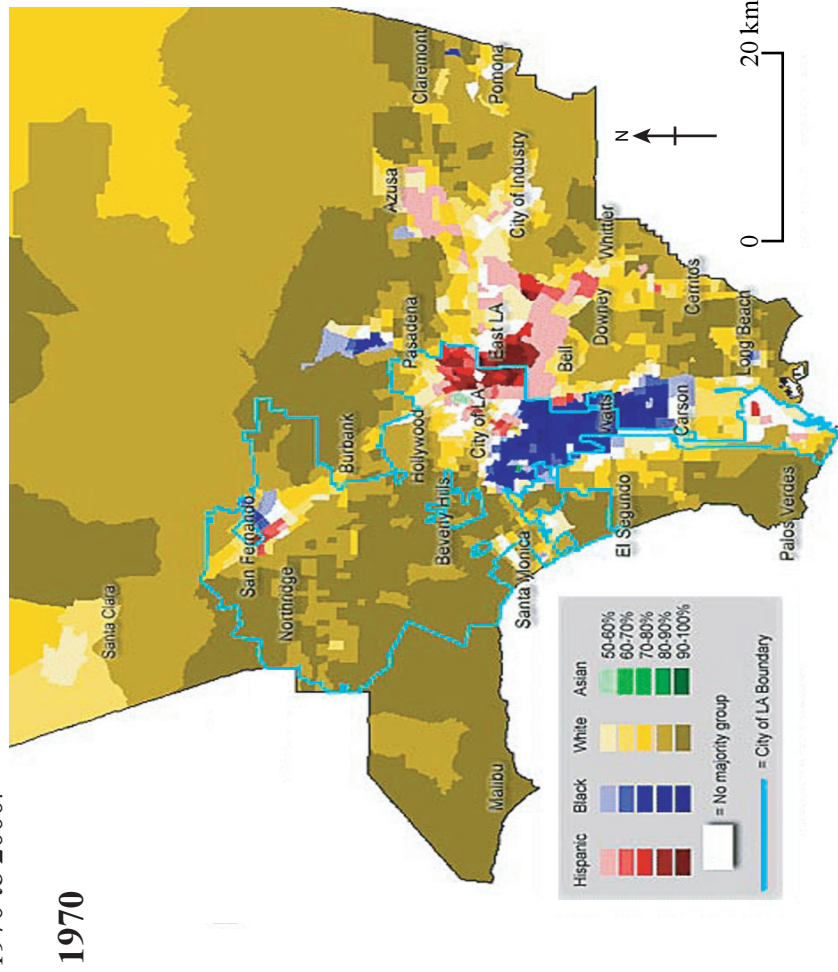 1970
Santa Clara
San Fernando
Northridge
Burbank
Pasadena
Azusa
Claremont
Pomona
Hollywood
Beverly Hills
City of LA
East LA
City of Industry
Malibu
Santa Monica
Bell
Whittier
Downey
Watts
El Segundo
Carson
Cerritos
Long Beach
Palos Verdes
N
0 20 km
Hispanic Black White Asian
50-60%
60-70%
70-80%
80-90%
90-100%
= No majority group
= City of LA Boundary